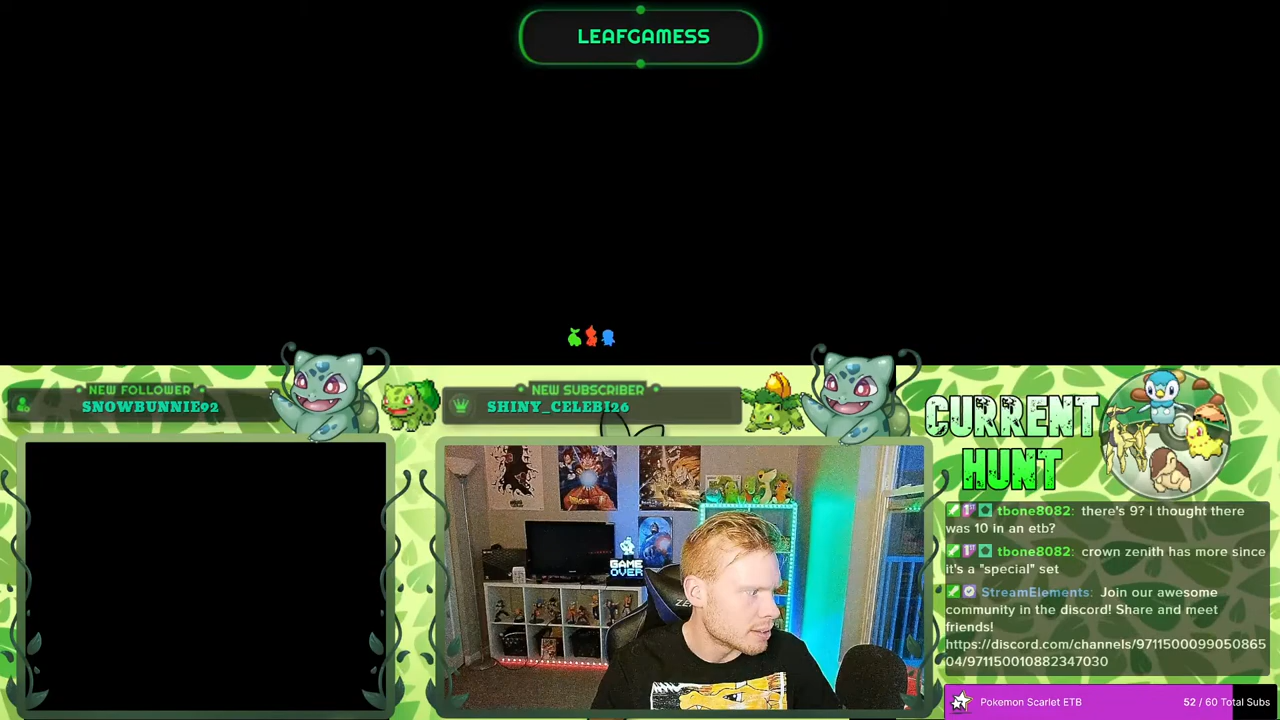 LEAFGAMESS
NEW FOLLOWER
SNOWBUNNIE92
NEW SUBSCRIBER
SHINY_CELEBI26
CURRENT
HUNT
GAME
OVER
tbone8082: there's 9? I thought there
was 10 in an etb?
tbone8082: crown zenith has more since
it's a "special" set
StreamElements: Join our awesome
community in the discord! Share and meet
friends!
https://discord.com/channels/9711500099050865
04/971150010882347030
Pokemon Scarlet ETB 52 / 60 Total Subs